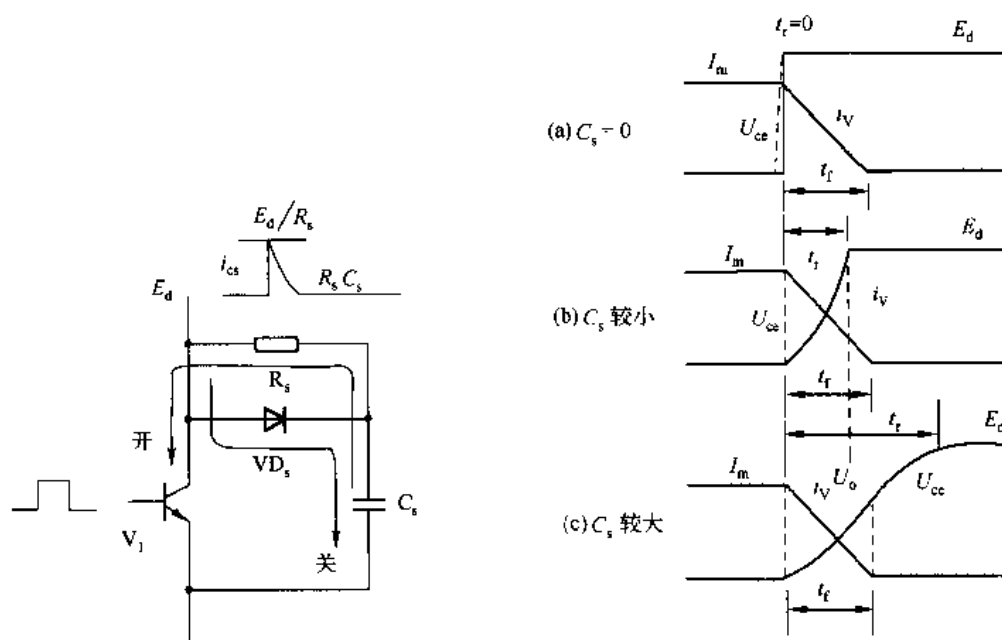 E_d/R_s
i_cs
R_s C_s
E_d
R_s
开
VD_s
C_s
V_1
关
t_r=0
E_d
I_m
i_V
U_ce
(a) C_s = 0
t_f
E_d
t_r
I_m
i_V
U_ce
(b) C_s 较小
t_f
t_r
E_d
I_m
i_V
U_o
U_ce
(c) C_s 较大
t_f